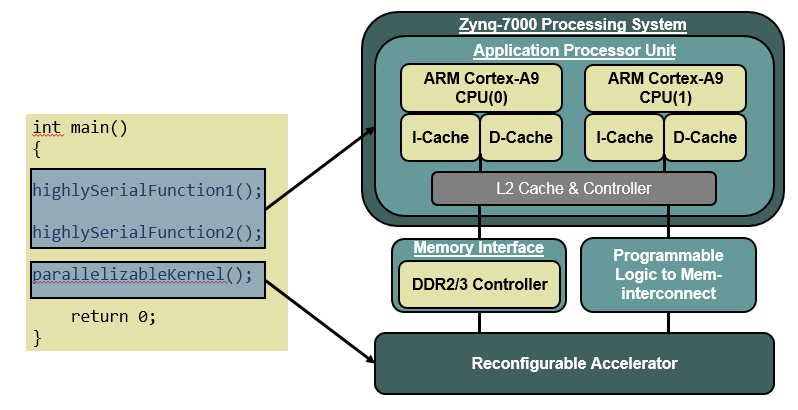 int main()
{
highlySerialFunction1();
highlySerialFunction2();
parallelizableKernel();
return 0;
}
Zynq-7000 Processing System
Application Processor Unit
ARM Cortex-A9
CPU(0)
I-Cache
D-Cache
ARM Cortex-A9
CPU(1)
I-Cache
D-Cache
L2 Cache & Controller
Memory Interface
DDR2/3 Controller
Programmable
Logic to Mem-
interconnect
Reconfigurable Accelerator